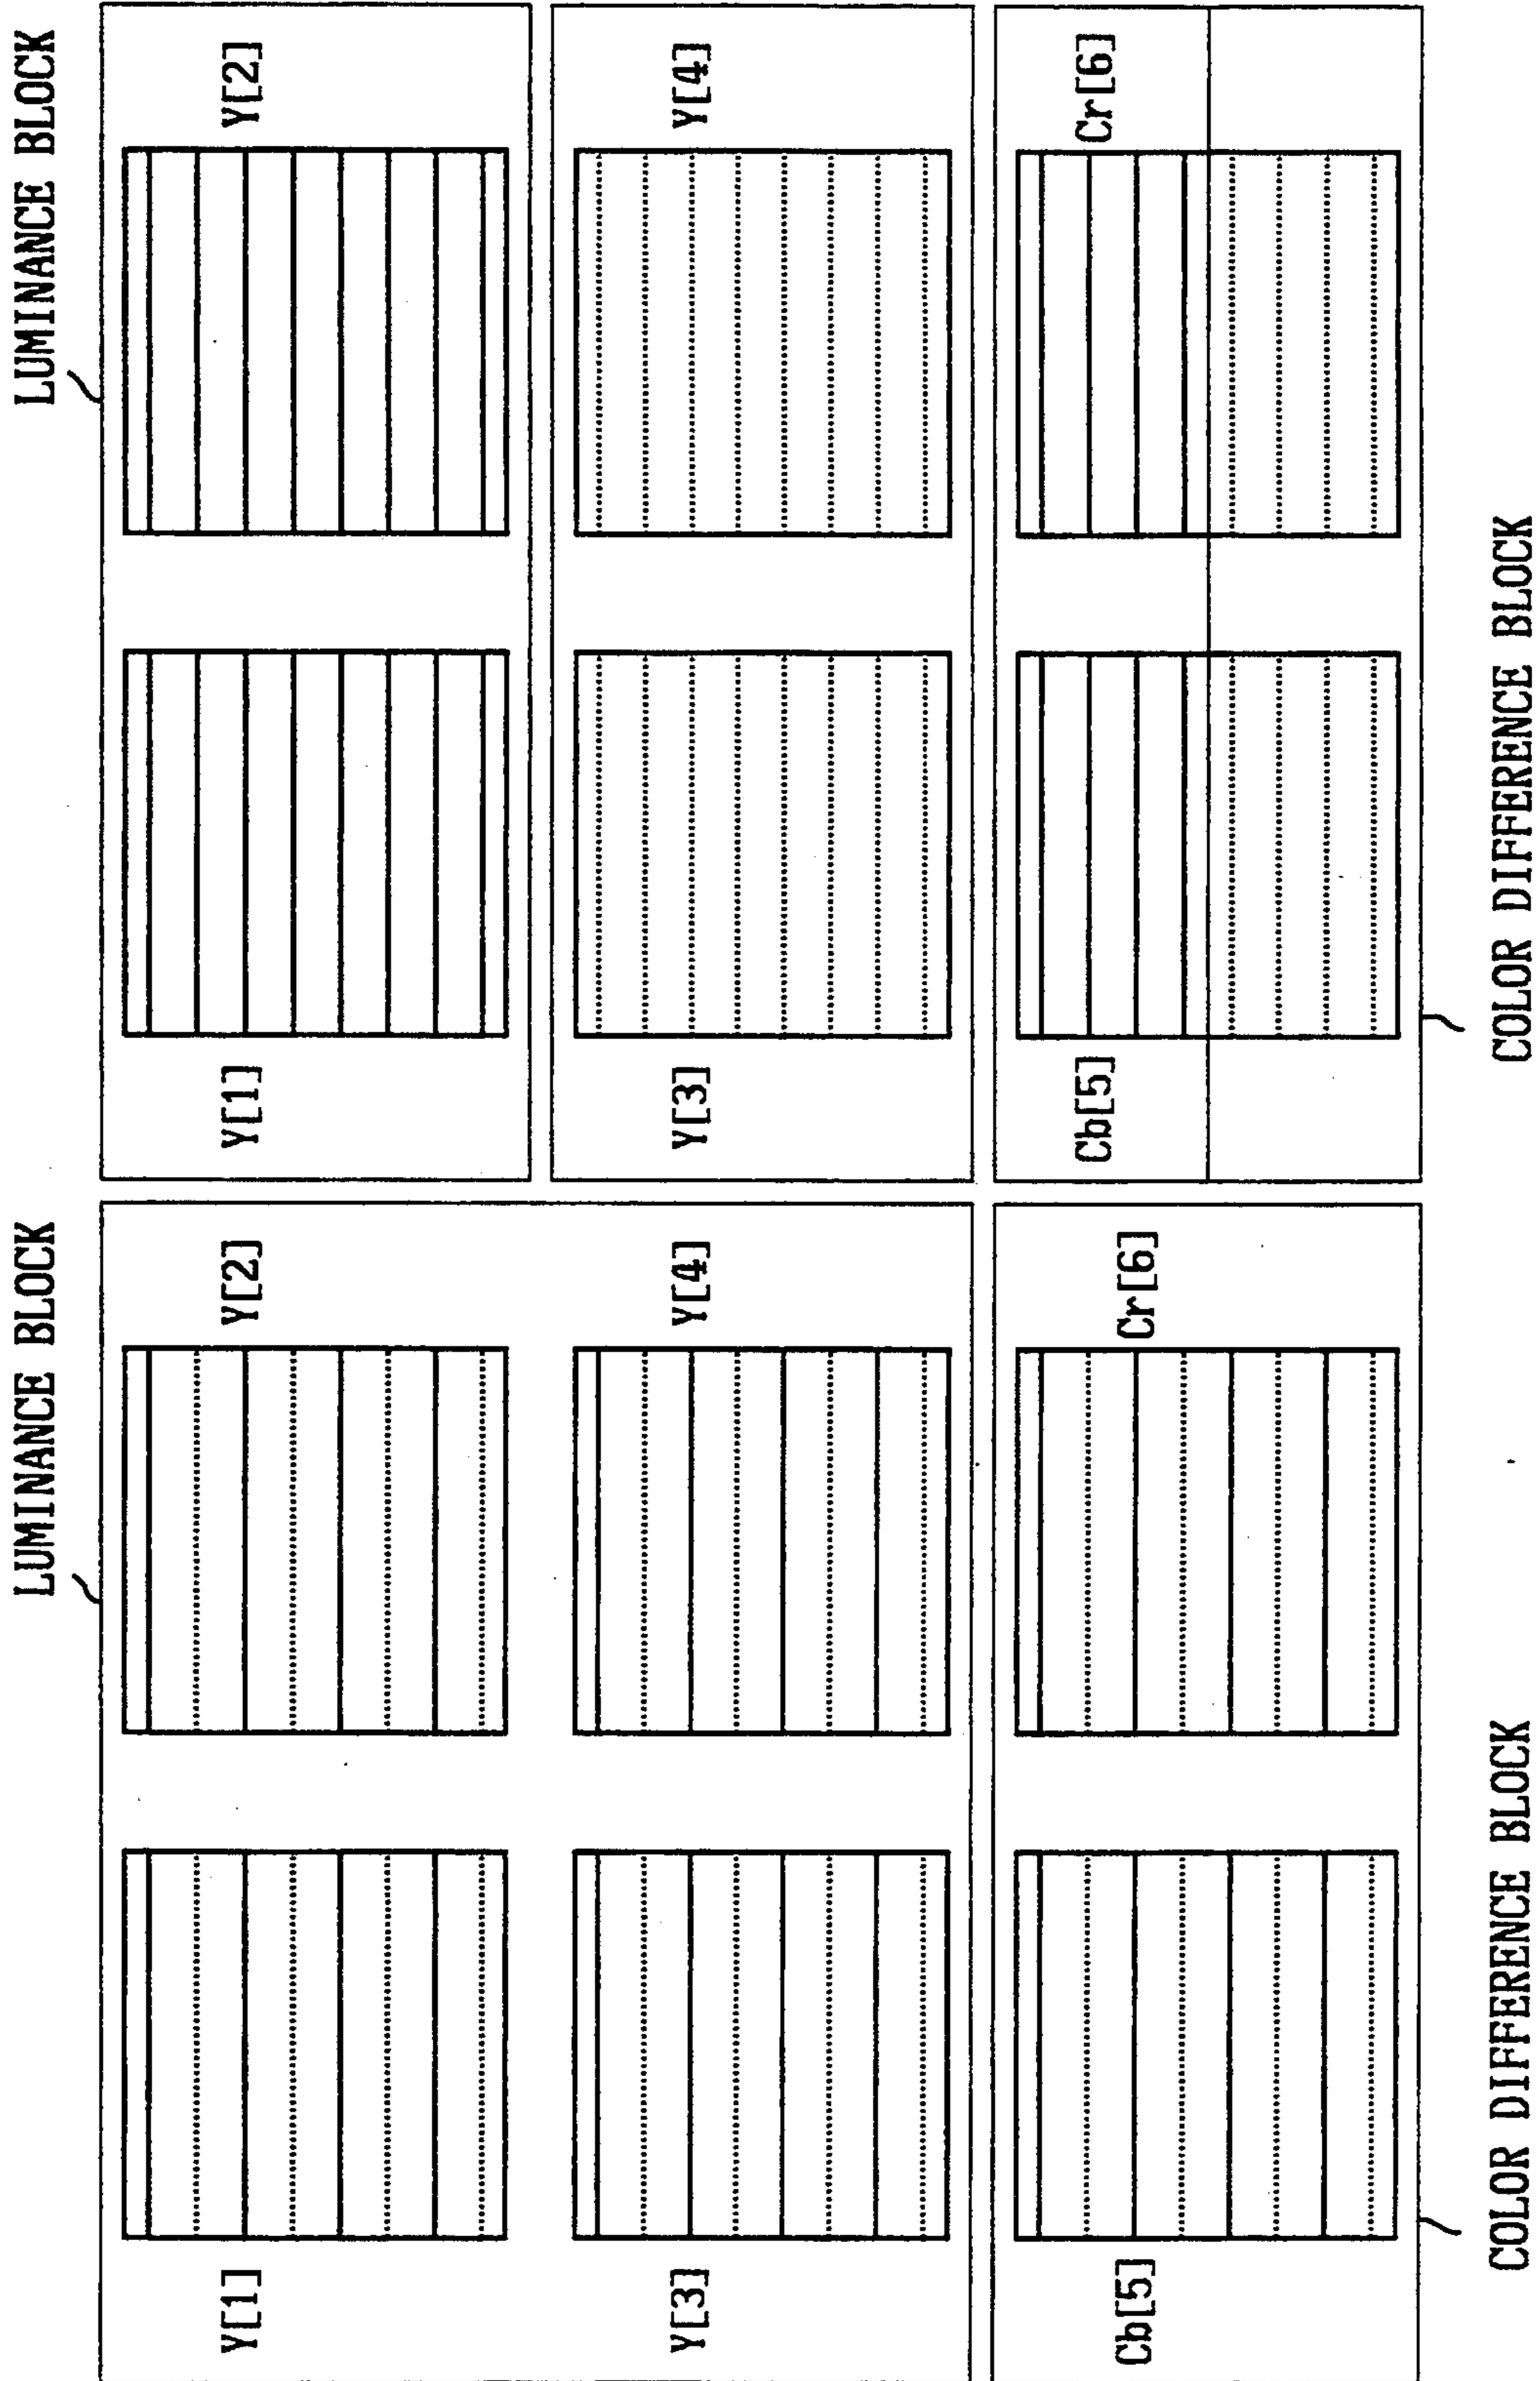 LUMINANCE BLOCK
Y[1]
Y[2]
Y[3]
Y[4]
Cb[5]
Cr[6]
COLOR DIFFERENCE BLOCK
LUMINANCE BLOCK
Y[1]
Y[2]
Y[3]
Y[4]
Cb[5]
Cr[6]
COLOR DIFFERENCE BLOCK